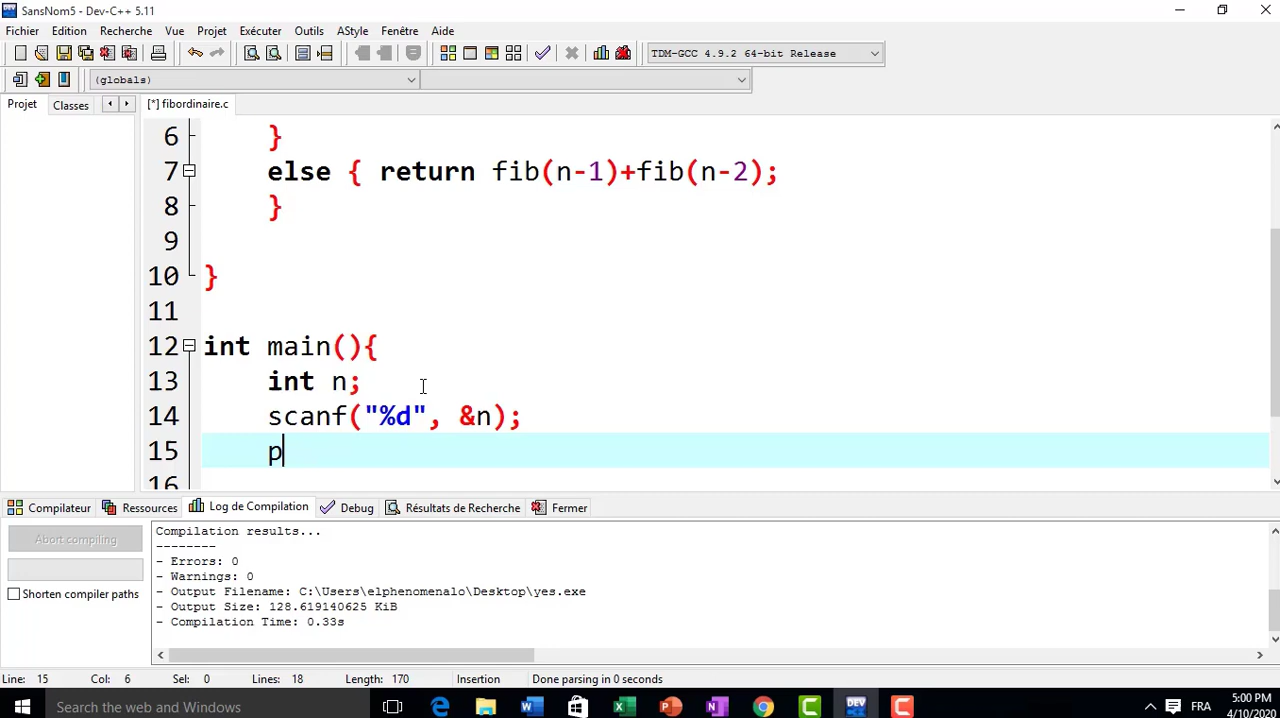 SansNom5 - Dev-C++ 5.11
Fichier Edition Recherche Vue Projet Exécuter Outils AStyle Fenêtre Aide
TDM-GCC 4.9.2 64-bit Release
(globals)
Projet Classes [*] fibordinaire.c
6 }
7 else { return fib(n-1)+fib(n-2);
8 }
9
10 }
11
12 int main(){
13 int n;
14 scanf("%d", &n);
15 p
16
Compilateur Ressources Log de Compilation Debug Résultats de Recherche Fermer
Abort compiling
Shorten compiler paths
Compilation results...
--------
- Errors: 0
- Warnings: 0
- Output Filename: C:\Users\elphenomenalo\Desktop\yes.exe
- Output Size: 128.619140625 KiB
- Compilation Time: 0.33s
Line: 15 Col: 6 Sel: 0 Lines: 18 Length: 170 Insertion Done parsing in 0 seconds
Search the web and Windows
DEV
FRA
5:00 PM
4/10/2020